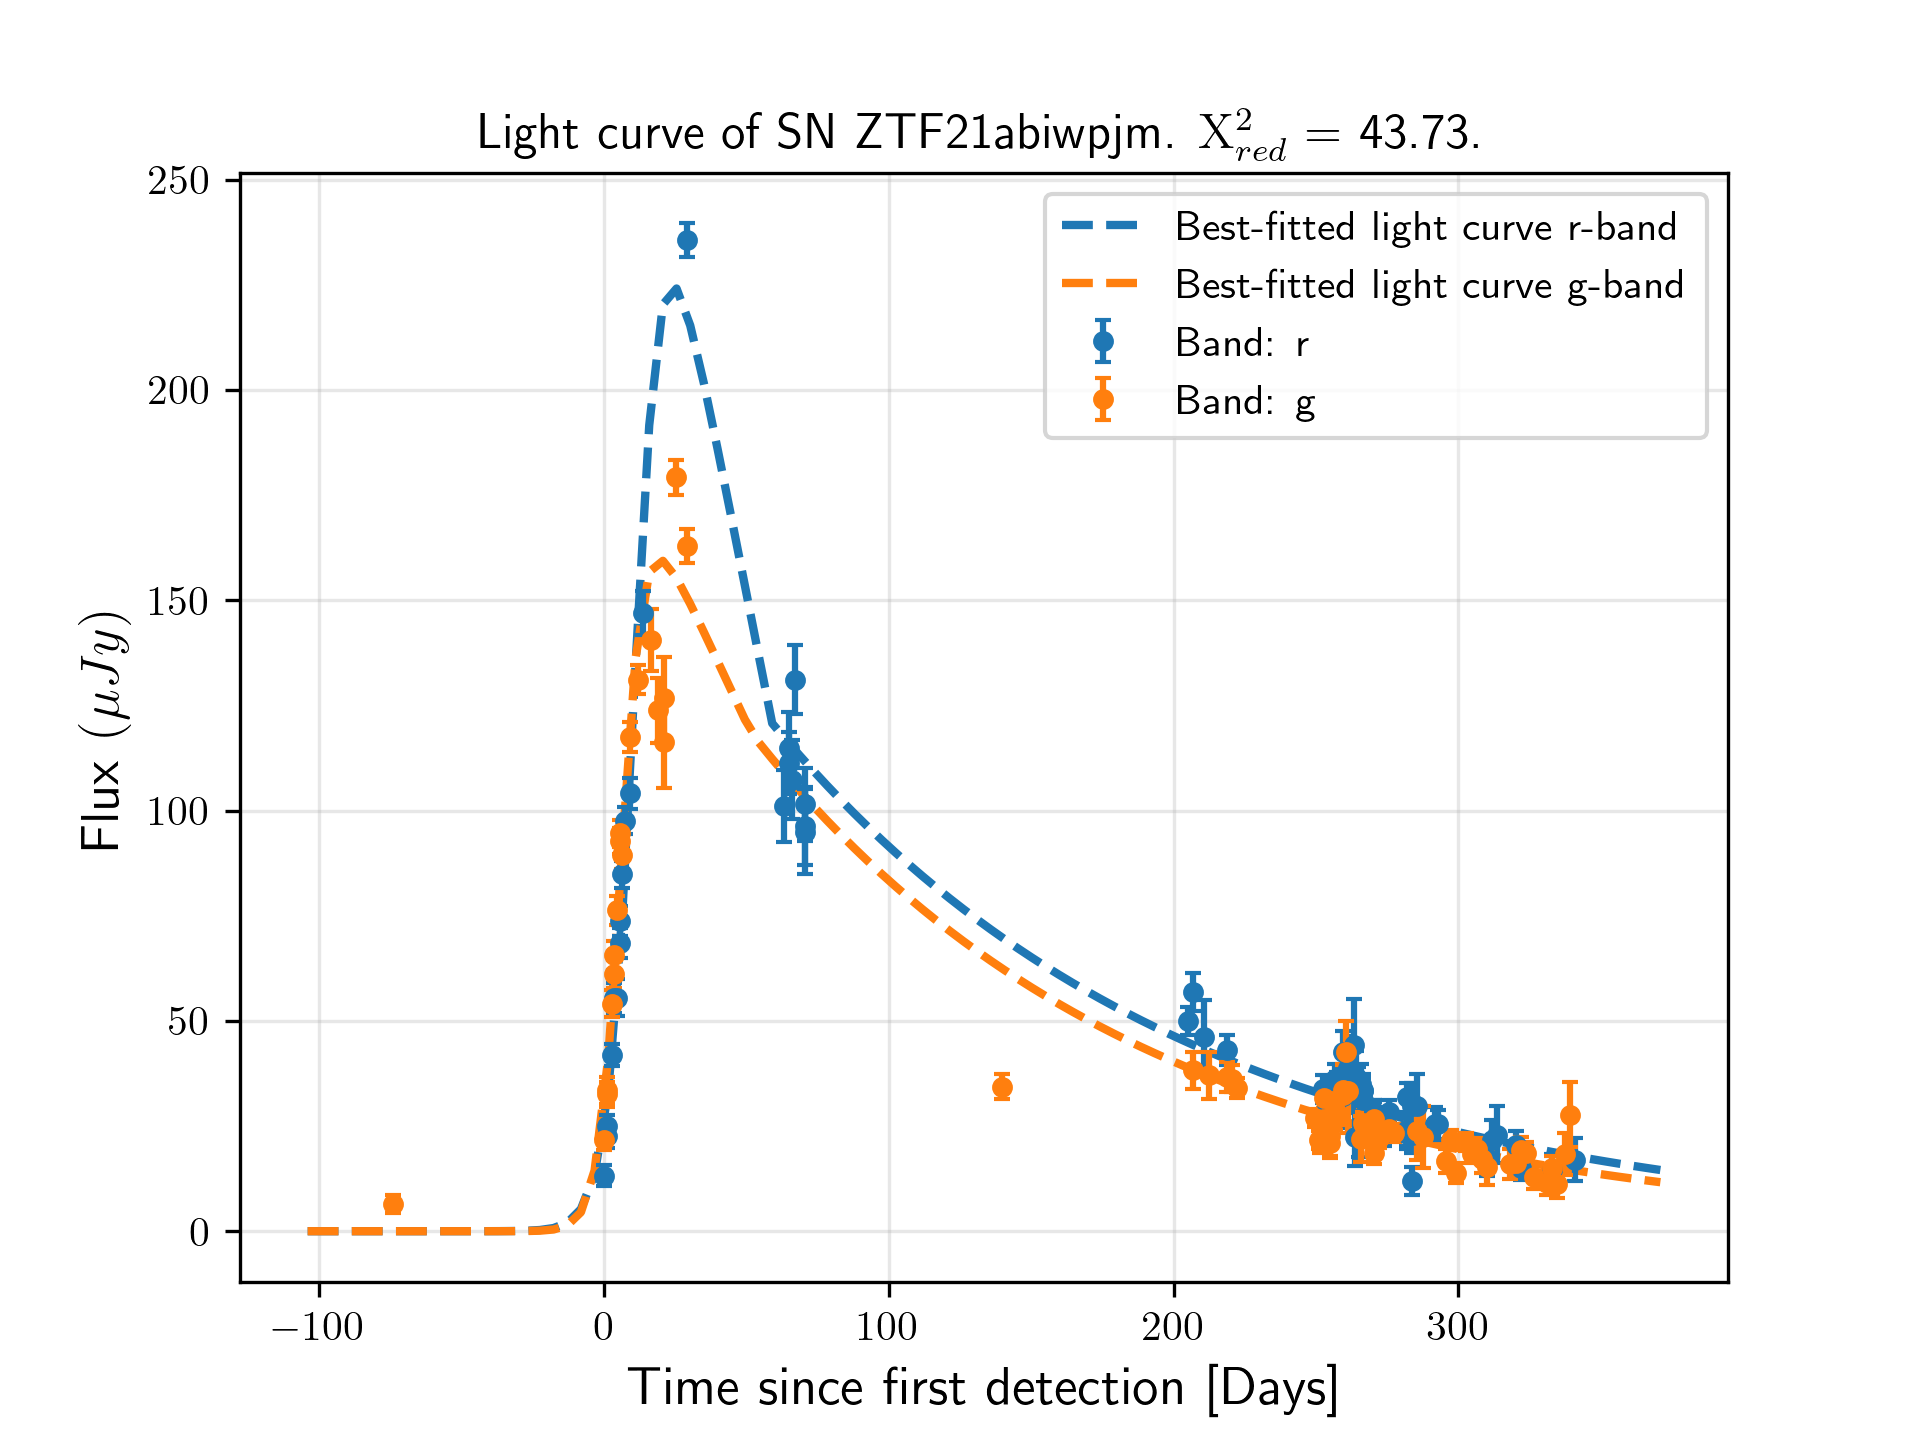 Light curve of SN ZTF21abiwpjm. X²_red = 43.73.
Best-fitted light curve r-band
Best-fitted light curve g-band
Band: r
Band: g
Flux (μJy)
250
200
150
100
50
0
−100 0 100 200 300
Time since first detection [Days]